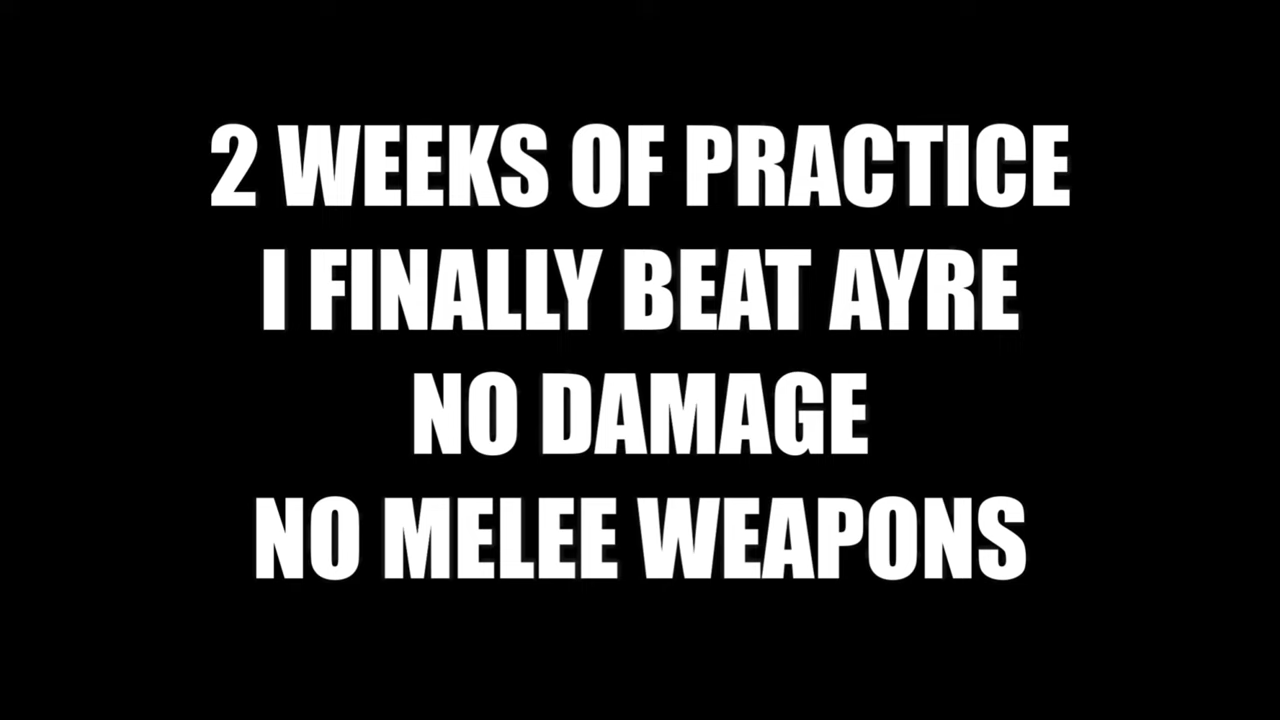 2 WEEKS OF PRACTICE
I FINALLY BEAT AYRE
NO DAMAGE
NO MELEE WEAPONS